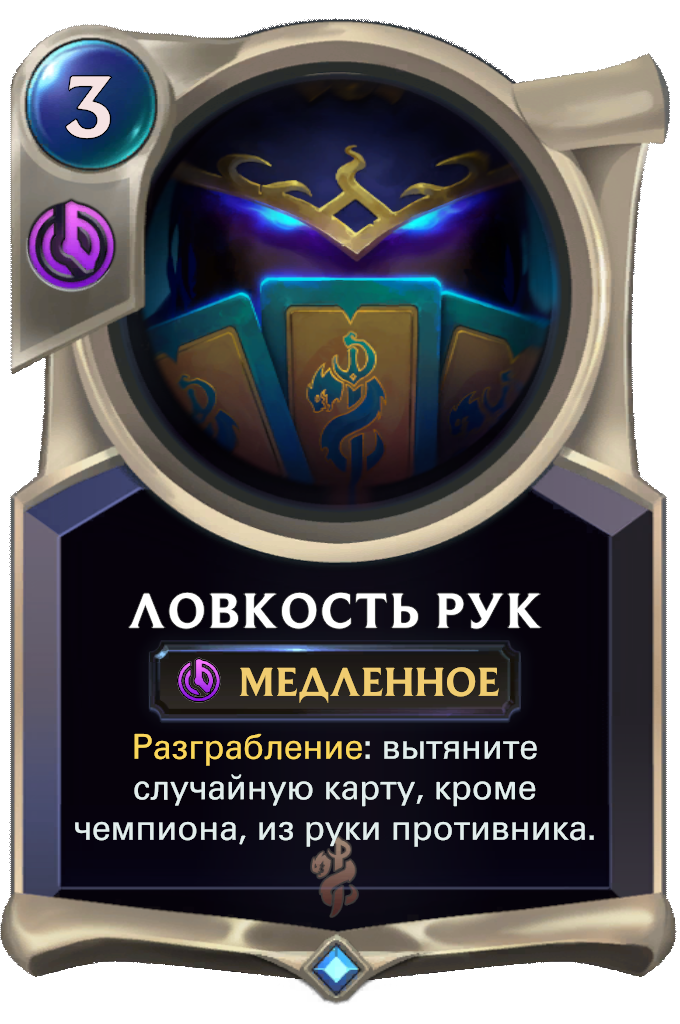 3
ЛОВКОСТЬ РУК
МЕДЛЕННОЕ
Разграбление: вытяните
случайную карту, кроме
чемпиона, из руки противника.